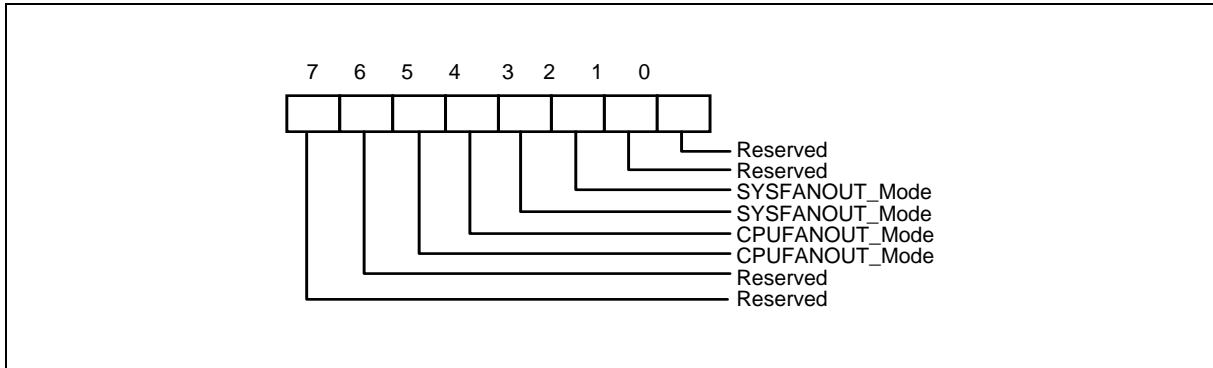 7 6 5 4 3 2 1 0
Reserved
Reserved
SYSFANOUT_Mode
SYSFANOUT_Mode
CPUFANOUT_Mode
CPUFANOUT_Mode
Reserved
Reserved